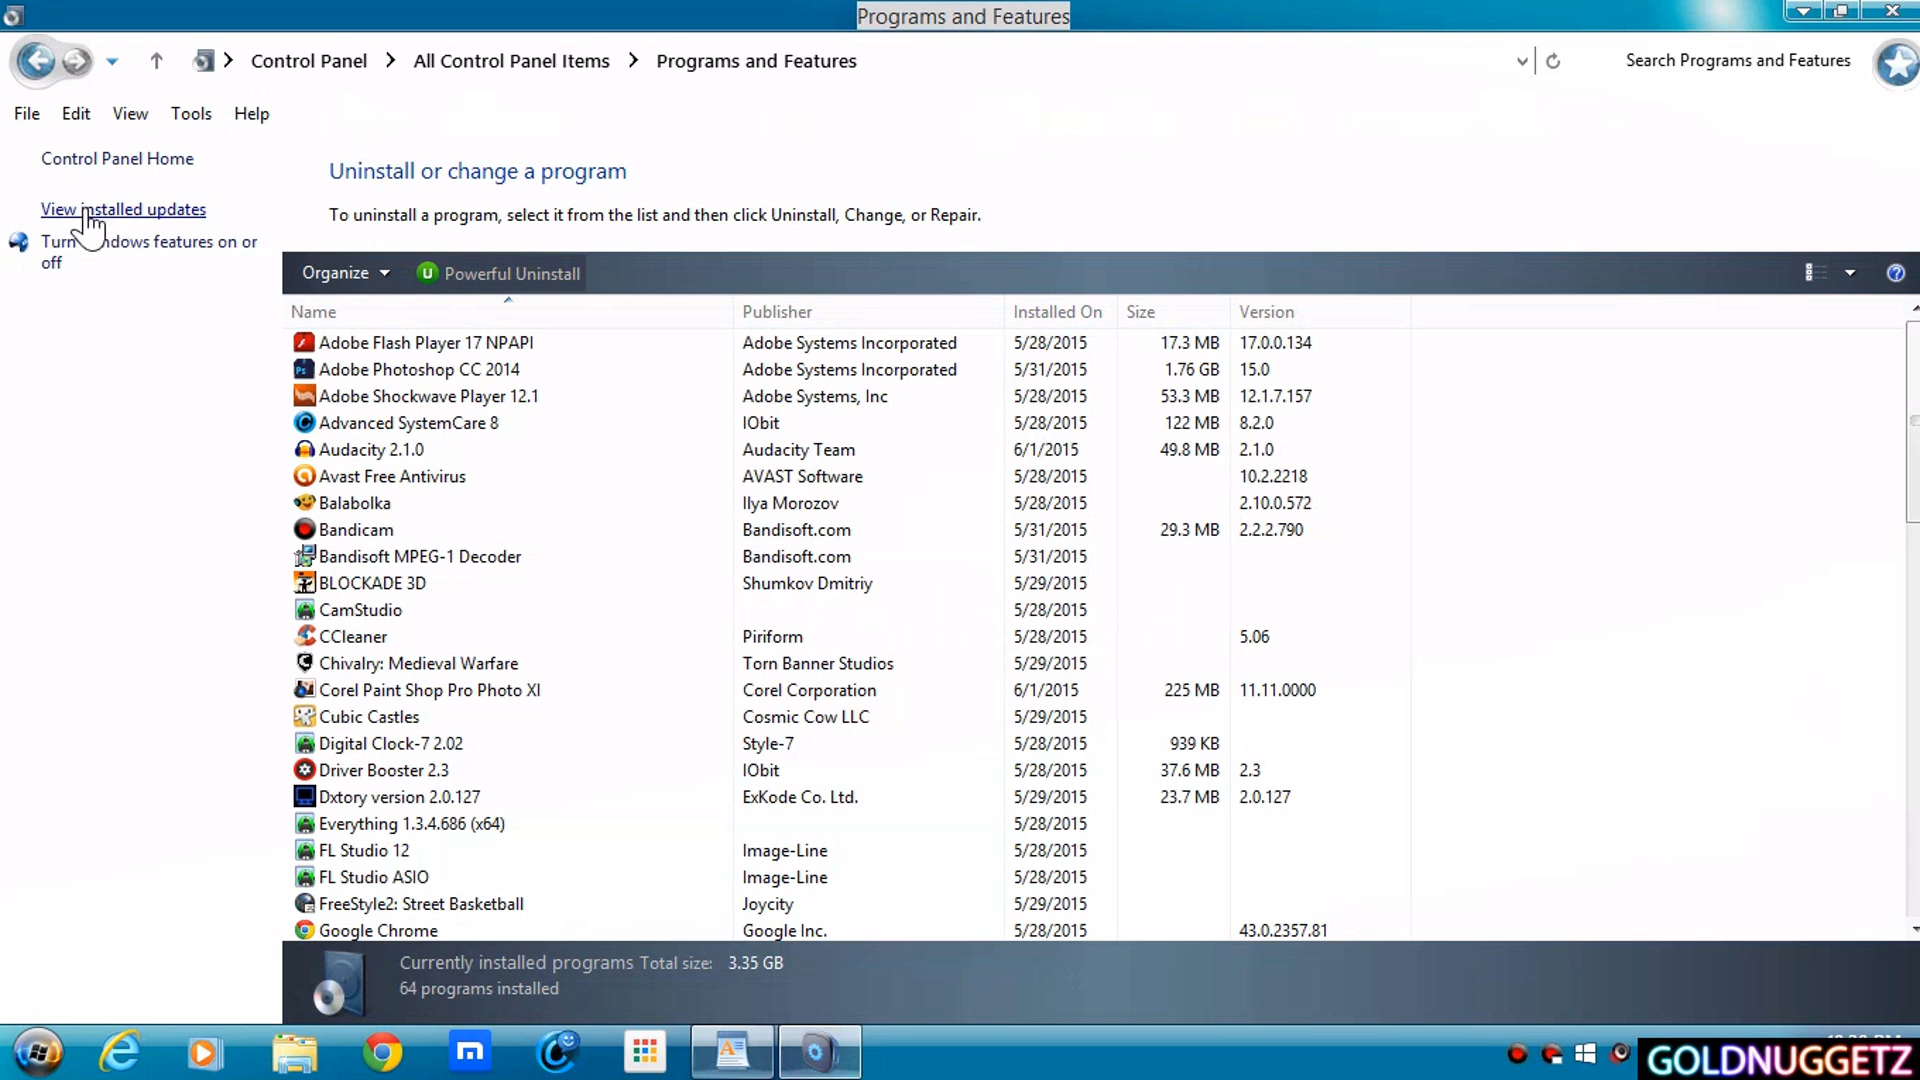 Programs and Features
Control Panel All Control Panel Items Programs and Features Search Programs and Features
File Edit View Tools Help
Control Panel Home
View installed updates
Turn Windows features on or
off
Uninstall or change a program
To uninstall a program, select it from the list and then click Uninstall, Change, or Repair.
Organize U Powerful Uninstall
Name Publisher Installed On Size Version
Adobe Flash Player 17 NPAPI Adobe Systems Incorporated 5/28/2015 17.3 MB 17.0.0.134
Adobe Photoshop CC 2014 Adobe Systems Incorporated 5/31/2015 1.76 GB 15.0
Adobe Shockwave Player 12.1 Adobe Systems, Inc 5/28/2015 53.3 MB 12.1.7.157
Advanced SystemCare 8 IObit 5/28/2015 122 MB 8.2.0
Audacity 2.1.0 Audacity Team 6/1/2015 49.8 MB 2.1.0
Avast Free Antivirus AVAST Software 5/28/2015 10.2.2218
Balabolka Ilya Morozov 5/28/2015 2.10.0.572
Bandicam Bandisoft.com 5/31/2015 29.3 MB 2.2.2.790
Bandisoft MPEG-1 Decoder Bandisoft.com 5/31/2015
BLOCKADE 3D Shumkov Dmitriy 5/29/2015
CamStudio 5/28/2015
CCleaner Piriform 5/28/2015 5.06
Chivalry: Medieval Warfare Torn Banner Studios 5/29/2015
Corel Paint Shop Pro Photo XI Corel Corporation 6/1/2015 225 MB 11.11.0000
Cubic Castles Cosmic Cow LLC 5/29/2015
Digital Clock-7 2.02 Style-7 5/28/2015 939 KB
Driver Booster 2.3 IObit 5/28/2015 37.6 MB 2.3
Dxtory version 2.0.127 ExKode Co. Ltd. 5/29/2015 23.7 MB 2.0.127
Everything 1.3.4.686 (x64) 5/28/2015
FL Studio 12 Image-Line 5/28/2015
FL Studio ASIO Image-Line 5/28/2015
FreeStyle2: Street Basketball Joycity 5/29/2015
Google Chrome Google Inc. 5/28/2015 43.0.2357.81
Currently installed programs Total size: 3.35 GB
64 programs installed
GOLDNUGGETZ